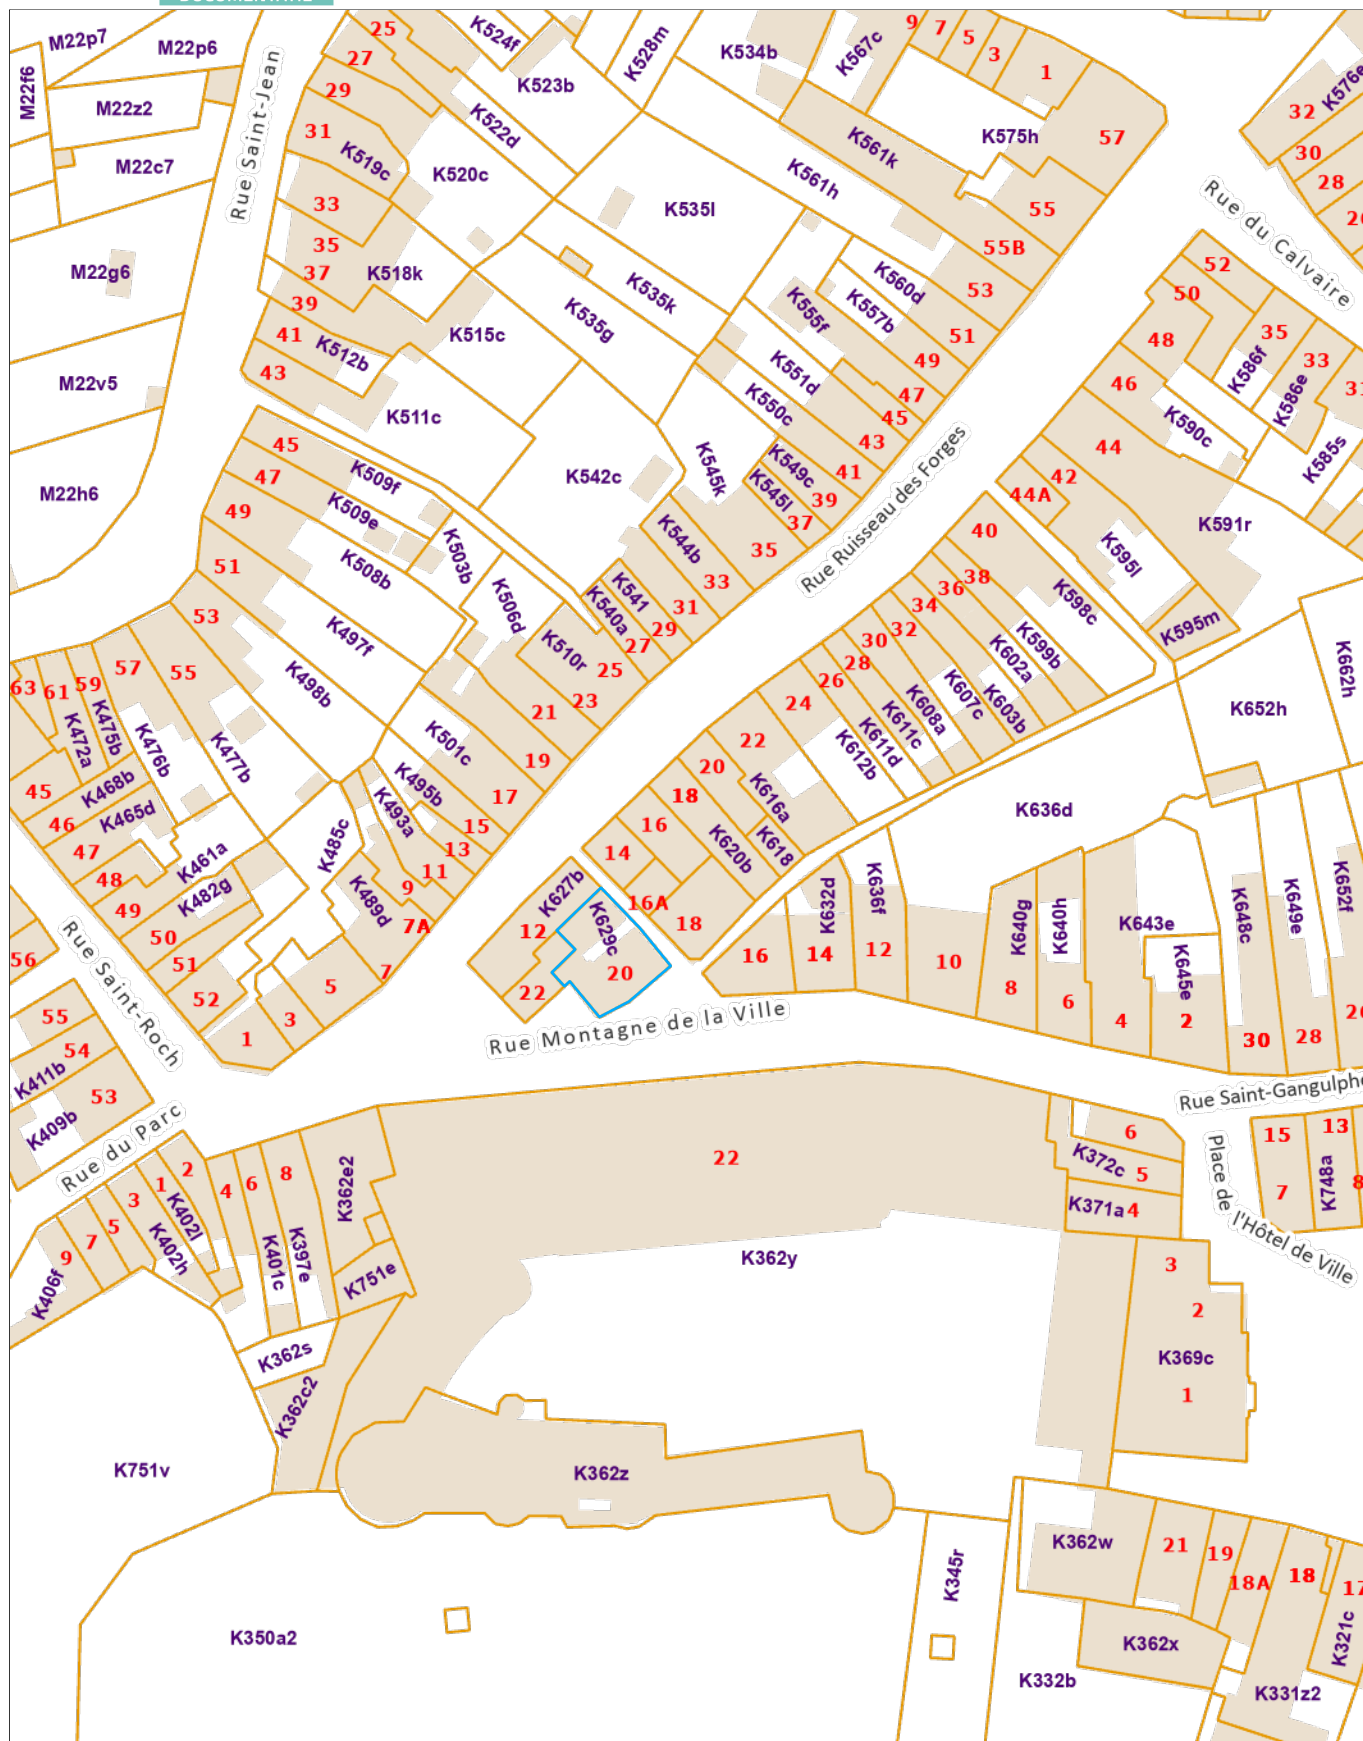 M22p7
M22p6
M22f6
M22z2
M22c7
M22g6
M22v5
M22h6
Rue Saint-Jean
25
27
29
31
K519c
33
35
37
K518k
39
41
K512b
43
K511c
K515c
K520c
K522d
K523b
K524f
K528m
K534b
K567c
9
7
5
3
1
K575h
57
K561k
K561h
55
55B
53
51
49
47
45
43
41
39
37
35
33
31
29
27
25
23
21
19
17
15
13
11
9
7A
7
5
3
1
K535l
K535k
K535g
K560d
K557b
K555f
K551d
K550c
K549c
K545l
K545k
K542c
K544b
K541
K540a
K510r
K506d
K503b
K509f
K509e
K508b
K497f
K498b
K501c
K495b
K493a
K485c
K489d
45
47
49
51
53
55
57
59
61
63
K472a
K475b
K476b
K477b
K468b
K465d
K461a
K482g
45
46
47
48
49
50
51
52
56
55
54
53
K411b
K409b
Rue Saint-Roch
Rue du Parc
Rue Ruisseau des Forges
Rue du Calvaire
32
30
28
K576e
52
50
48
46
44
42
44A
40
38
36
34
32
30
28
26
24
22
20
18
16
14
16A
18
35
33
K586f
K586e
K585s
K590c
K591r
K595l
K595m
K598c
K599b
K602a
K603b
K607c
K608a
K611c
K611d
K612b
K616a
K618
K620b
K627b
K629c
12
22
20
K662h
K652h
K636d
K632d
K636f
16
14
12
10
8
6
4
2
30
28
K640g
K640h
K643e
K645e
K648c
K649e
K652f
Rue Montagne de la Ville
Rue Saint-Gangulphe
Place de l'Hôtel de Ville
15
13
7
8
K748a
6
K372c
5
K371a
4
3
2
K369c
1
22
K362y
K362e2
K751e
8
6
4
2
1
3
5
7
9
K397e
K401c
K402l
K402h
K406f
K362s
K362c2
K751v
K362z
K350a2
K345r
K332b
K362w
21
19
18A
18
17
K362x
K321c
K331z2